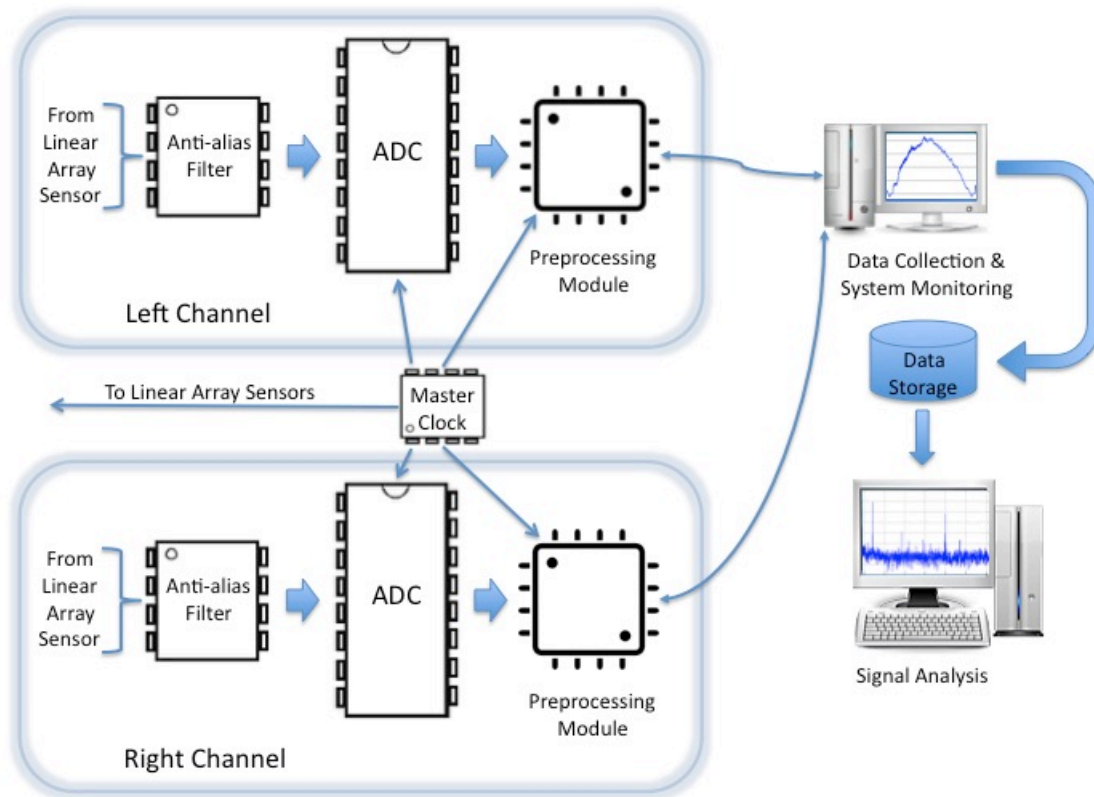 From
Linear
Array
Sensor
Anti-alias
Filter
ADC
Preprocessing
Module
Left Channel
Data Collection &
System Monitoring
To Linear Array Sensors
Master
Clock
Data
Storage
From
Linear
Array
Sensor
Anti-alias
Filter
ADC
Preprocessing
Module
Right Channel
Signal Analysis